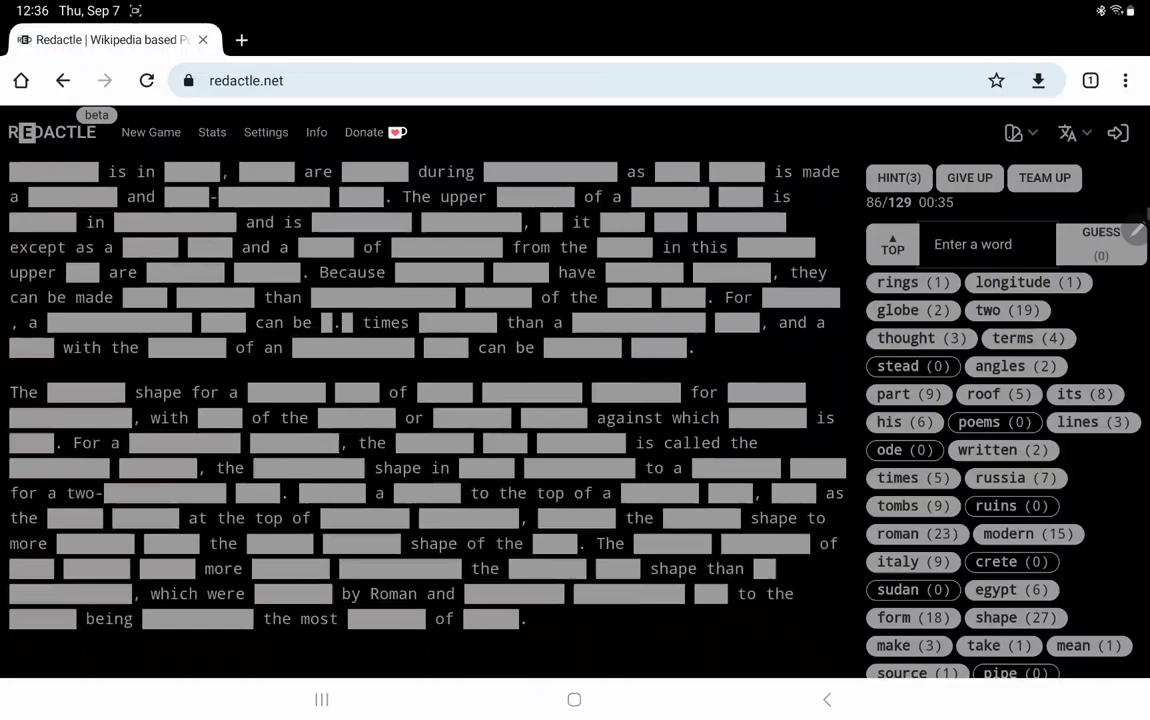 12:36 Thu, Sep 7
Redactle | Wikipedia based P
redactle.net
1
beta
REDACTLE New Game Stats Settings Info Donate
is in , are during as is made
a and - . The upper of a is
in and is , it
except as a and a of from the in this
upper are . Because have , they
can be made than of the . For
, a can be . times than a , and a
with the of an can be .
The shape for a of for
, with of the or against which is
. For a , the is called the
, the shape in to a
for a two- . a to the top of a , as
the at the top of , the shape to
more the shape of the . The of
more the shape than
, which were by Roman and to the
being the most of .
HINT(3) GIVE UP TEAM UP
86/129 00:35
▲ TOP
Enter a word
GUESS (0)
rings (1) longitude (1)
globe (2) two (19)
thought (3) terms (4)
stead (0) angles (2)
part (9) roof (5) its (8)
his (6) poems (0) lines (3)
ode (0) written (2)
times (5) russia (7)
tombs (9) ruins (0)
roman (23) modern (15)
italy (9) crete (0)
sudan (0) egypt (6)
form (18) shape (27)
make (3) take (1) mean (1)
source (1) pipe (0)